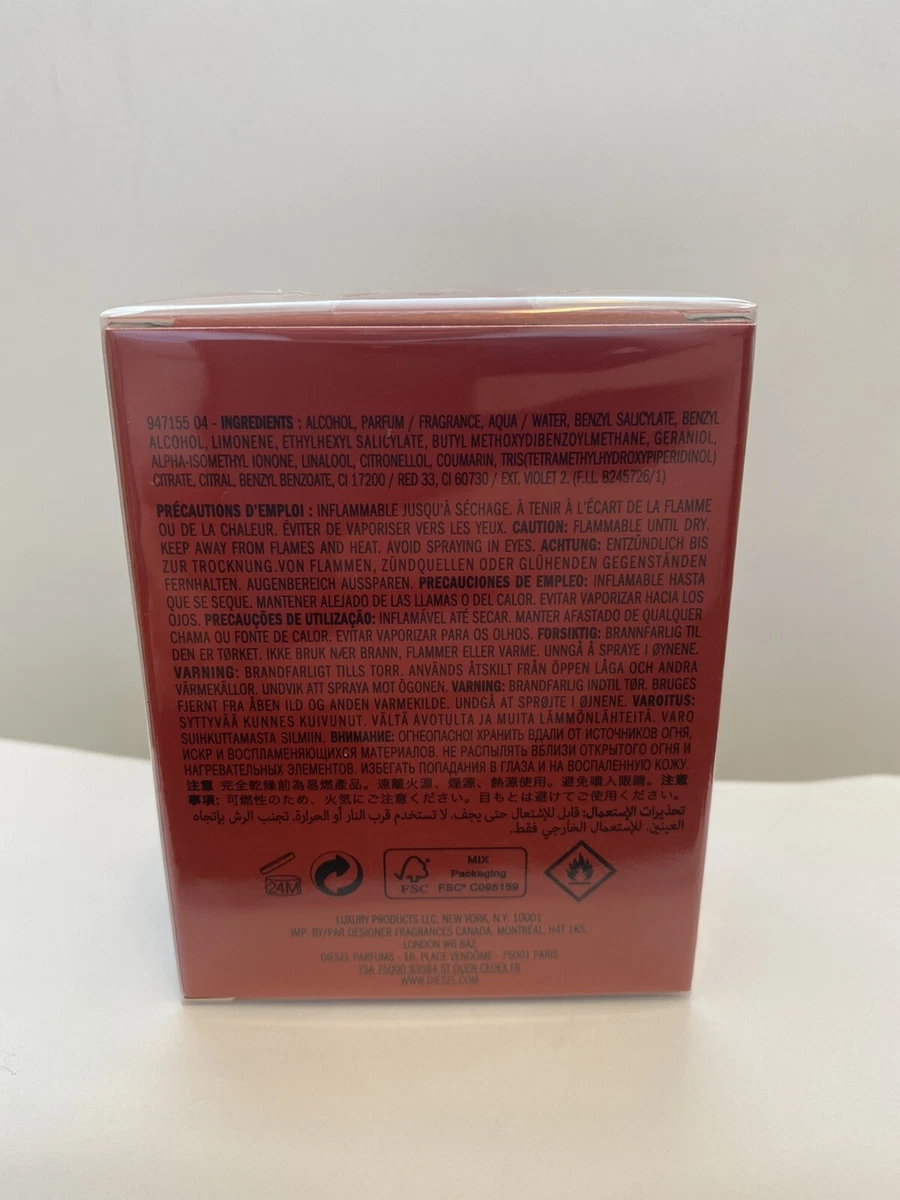 947155 04 - INGREDIENTS : ALCOHOL, PARFUM / FRAGRANCE, AQUA / WATER, BENZYL SALICYLATE, BENZYL
ALCOHOL, LIMONENE, ETHYLHEXYL SALICYLATE, BUTYL METHOXYDIBENZOYLMETHANE, GERANIOL,
ALPHA-ISOMETHYL IONONE, LINALOOL, CITRONELLOL, COUMARIN, TRIS(TETRAMETHYLHYDROXYPIPERIDINOL)
CITRATE, CITRAL, BENZYL BENZOATE, CI 17200 / RED 33, CI 60730 / EXT. VIOLET 2. (F.I.L. B245726/1)
PRÉCAUTIONS D'EMPLOI : INFLAMMABLE JUSQU'À SÉCHAGE. À TENIR À L'ÉCART DE LA FLAMME
OU DE LA CHALEUR. ÉVITER DE VAPORISER VERS LES YEUX. CAUTION: FLAMMABLE UNTIL DRY.
KEEP AWAY FROM FLAMES AND HEAT. AVOID SPRAYING IN EYES. ACHTUNG: ENTZÜNDLICH BIS
ZUR TROCKNUNG.VON FLAMMEN, ZÜNDQUELLEN ODER GLÜHENDEN GEGENSTÄNDEN
FERNHALTEN. AUGENBEREICH AUSSPAREN. PRECAUCIONES DE EMPLEO: INFLAMABLE HASTA
QUE SE SEQUE. MANTENER ALEJADO DE LAS LLAMAS O DEL CALOR. EVITAR VAPORIZAR HACIA LOS
OJOS. PRECAUÇÕES DE UTILIZAÇÃO: INFLAMÁVEL ATÉ SECAR. MANTER AFASTADO DE QUALQUER
CHAMA OU FONTE DE CALOR. EVITAR VAPORIZAR PARA OS OLHOS. FORSIKTIG: BRANNFARLIG TIL
DEN ER TØRKET. IKKE BRUK NÆR BRANN, FLAMMER ELLER VARME. UNNGÅ Å SPRAYE I ØYNENE.
VARNING: BRANDFARLIGT TILLS TORR. ANVÄNDS ÅTSKILT FRÅN ÖPPEN LÅGA OCH ANDRA
VÄRMEKÄLLOR. UNDVIK ATT SPRAYA MOT ÖGONEN. VARNING: BRANDFARLIG INDTIL TØR. BRUGES
FJERNT FRA ÅBEN ILD OG ANDEN VARMEKILDE. UNDGÅ AT SPRØJTE I ØJNENE. VAROITUS:
SYTTYVÄÄ KUNNES KUIVUNUT. VÄLTÄ AVOTULTA JA MUITA LÄMMÖNLÄHTEITÄ. VARO
SUIHKUTTAMASTA SILMIIN. ВНИМАНИЕ: ОГНЕОПАСНО! ХРАНИТЬ ВДАЛИ ОТ ИСТОЧНИКОВ ОГНЯ,
ИСКР И ВОСПЛАМЕНЯЮЩИХСЯ МАТЕРИАЛОВ. НЕ РАСПЫЛЯТЬ ВБЛИЗИ ОТКРЫТОГО ОГНЯ И
НАГРЕВАТЕЛЬНЫХ ЭЛЕМЕНТОВ. ИЗБЕГАТЬ ПОПАДАНИЯ В ГЛАЗА И НА ВОСПАЛЕННУЮ КОЖУ.
注意 完全乾燥前為易燃產品。遠離火源、煙源、熱源使用。避免噴入眼睛。注意
事項: 可燃性のため、火気にご注意ください。目もとは避けてご使用ください。
تحذيرات الإستعمال: قابل للإشتعال حتى يجف. لا تستخدم قرب النار أو الحرارة. تجنب الرش بإتجاه
العينين. للإستعمال الخارجي فقط.
24M
FSC
MIX
Packaging
FSC® C095189
LUXURY PRODUCTS LLC, NEW YORK, N.Y. 10001
IMP. BY/PAR DESIGNER FRAGRANCES CANADA, MONTRÉAL, H4T 1K5,
LONDON W6 8AZ
DIESEL PARFUMS - 16, PLACE VENDÔME - 75001 PARIS
TSA 75000 93584 ST OUEN CEDEX FR
WWW.DIESEL.COM